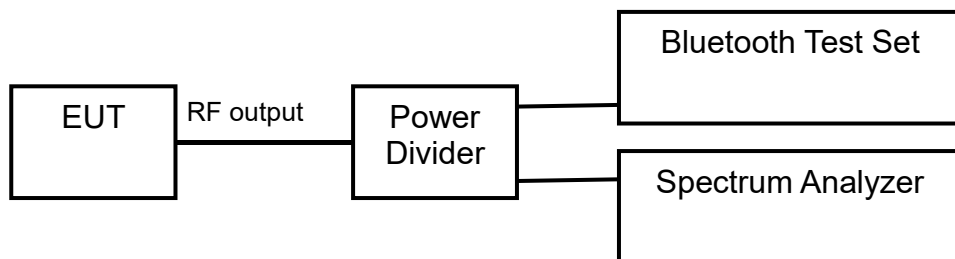 EUT
RF output
Power
Divider
Bluetooth Test Set
Spectrum Analyzer